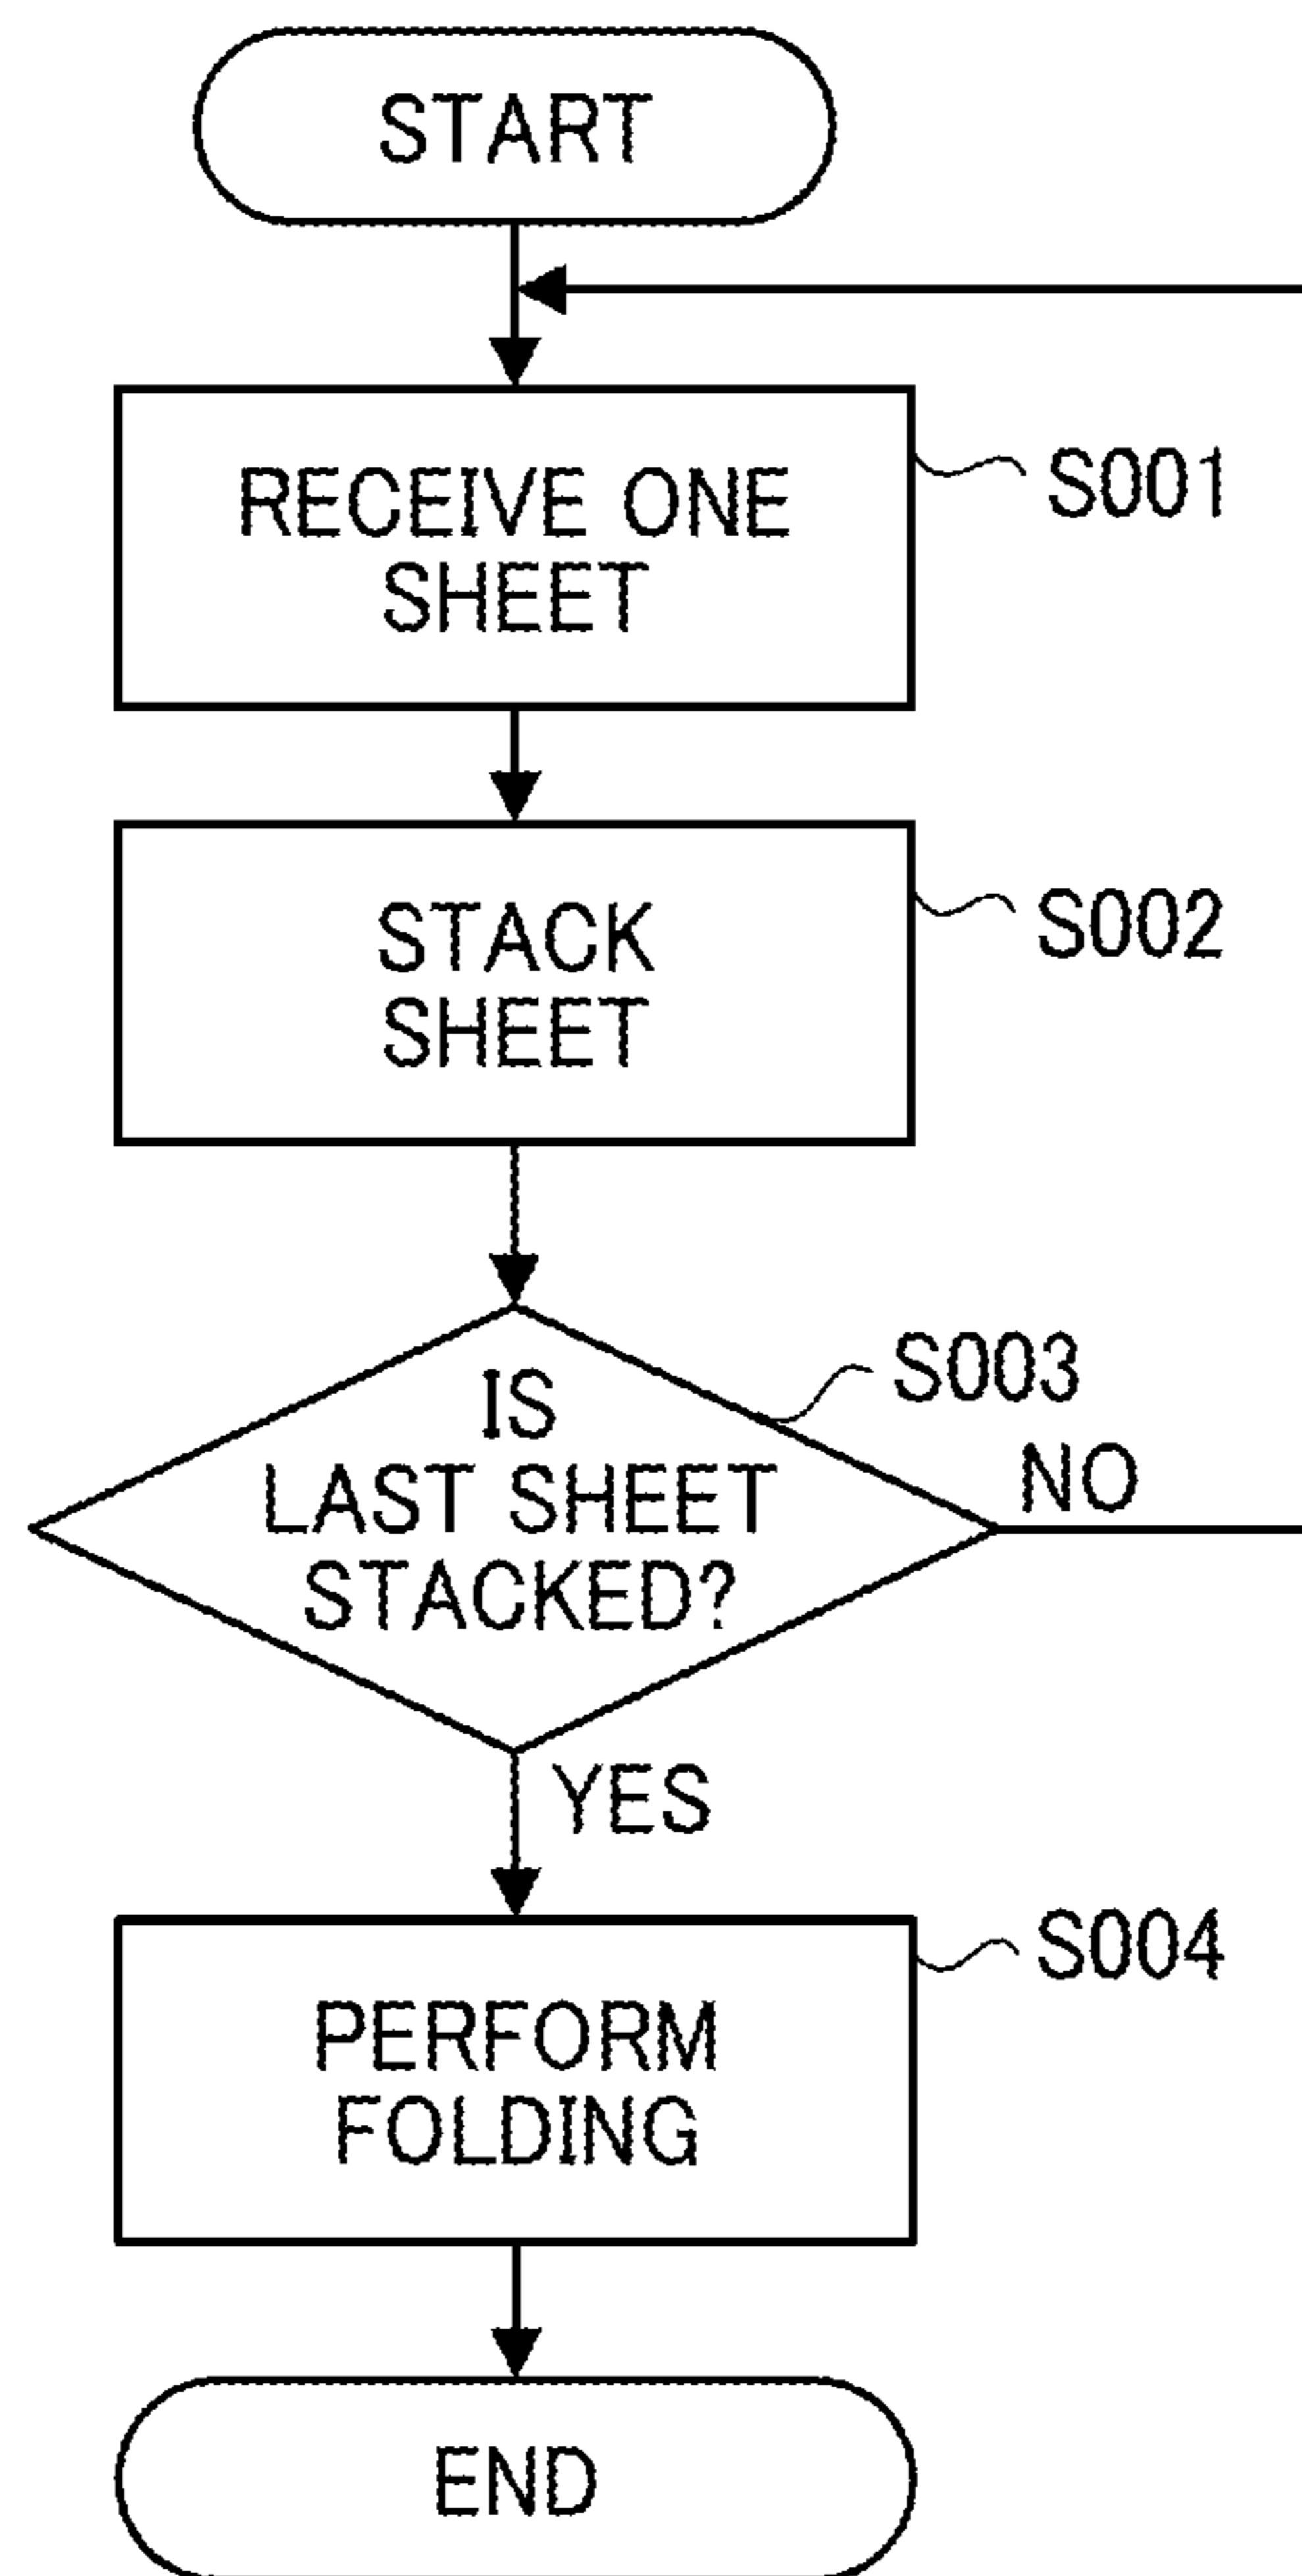 START
RECEIVE ONE
SHEET
S001
STACK
SHEET
S002
IS
LAST SHEET
STACKED?
S003
NO
YES
PERFORM
FOLDING
S004
END